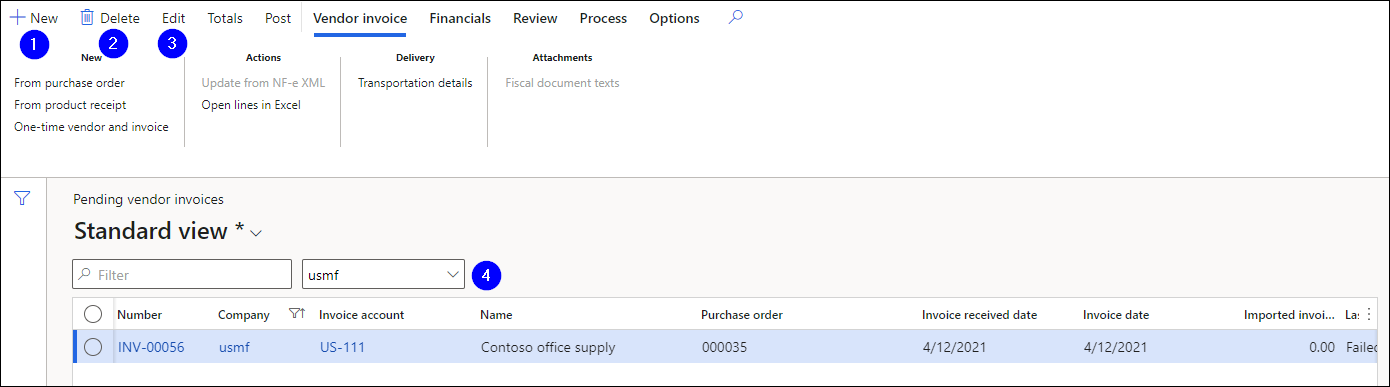 New Delete Edit Totals Post Vendor invoice Financials Review Process Options
1 2 3
New Actions Delivery Attachments
From purchase order Update from NF-e XML Transportation details Fiscal document texts
From product receipt Open lines in Excel
One-time vendor and invoice
Pending vendor invoices
Standard view *
Filter usmf 4
Number Company Invoice account Name Purchase order Invoice received date Invoice date Imported invoi... Las
INV-00056 usmf US-111 Contoso office supply 000035 4/12/2021 4/12/2021 0.00 Failed